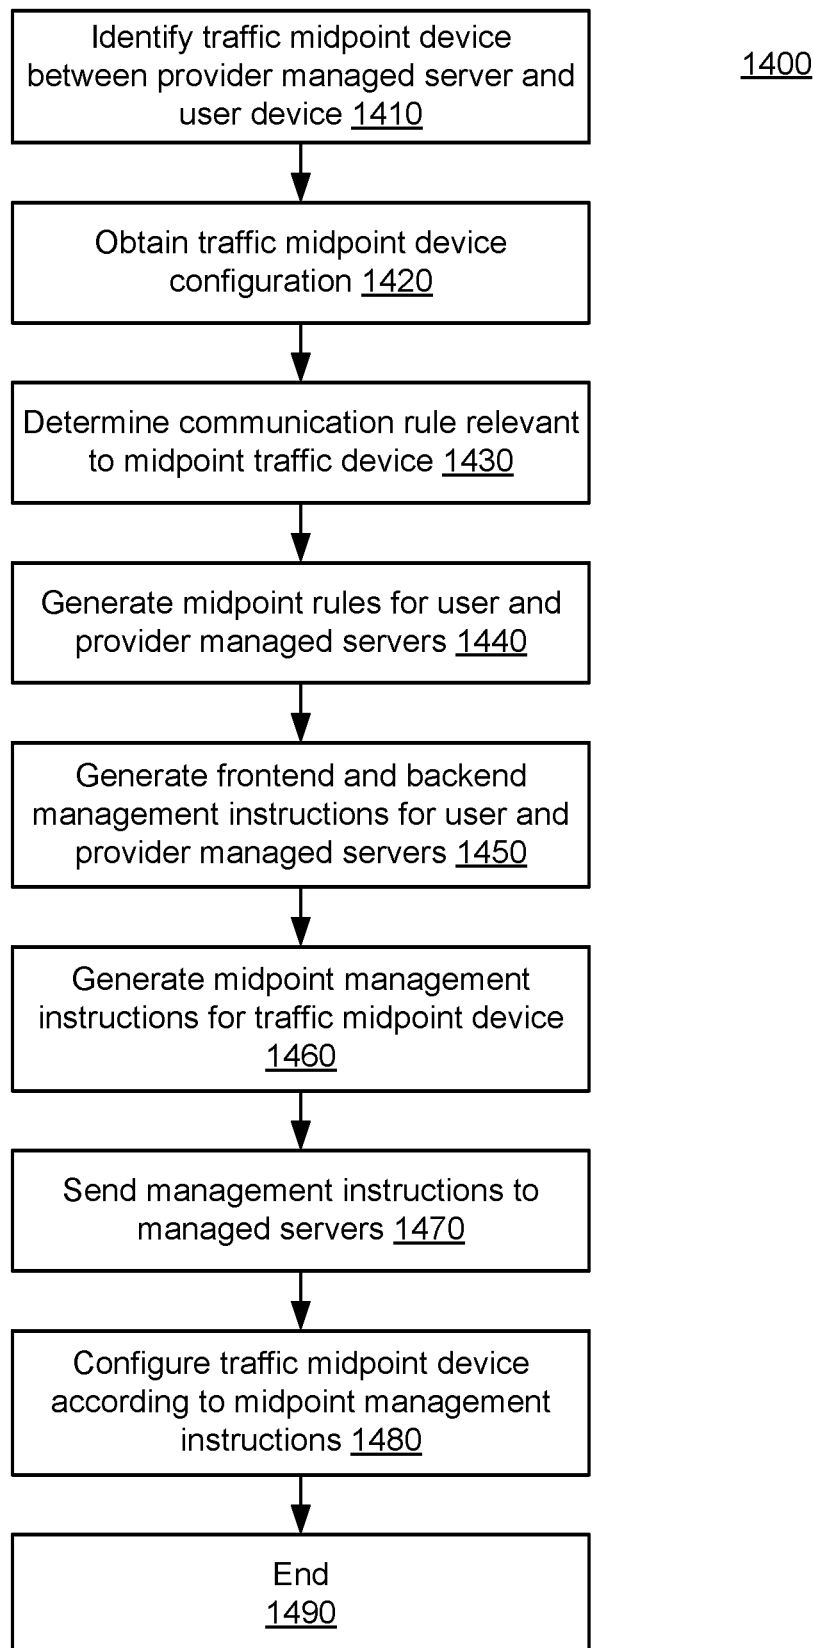 Identify traffic midpoint device
between provider managed server and
user device 1410
1400
Obtain traffic midpoint device
configuration 1420
Determine communication rule relevant
to midpoint traffic device 1430
Generate midpoint rules for user and
provider managed servers 1440
Generate frontend and backend
management instructions for user and
provider managed servers 1450
Generate midpoint management
instructions for traffic midpoint device
1460
Send management instructions to
managed servers 1470
Configure traffic midpoint device
according to midpoint management
instructions 1480
End
1490